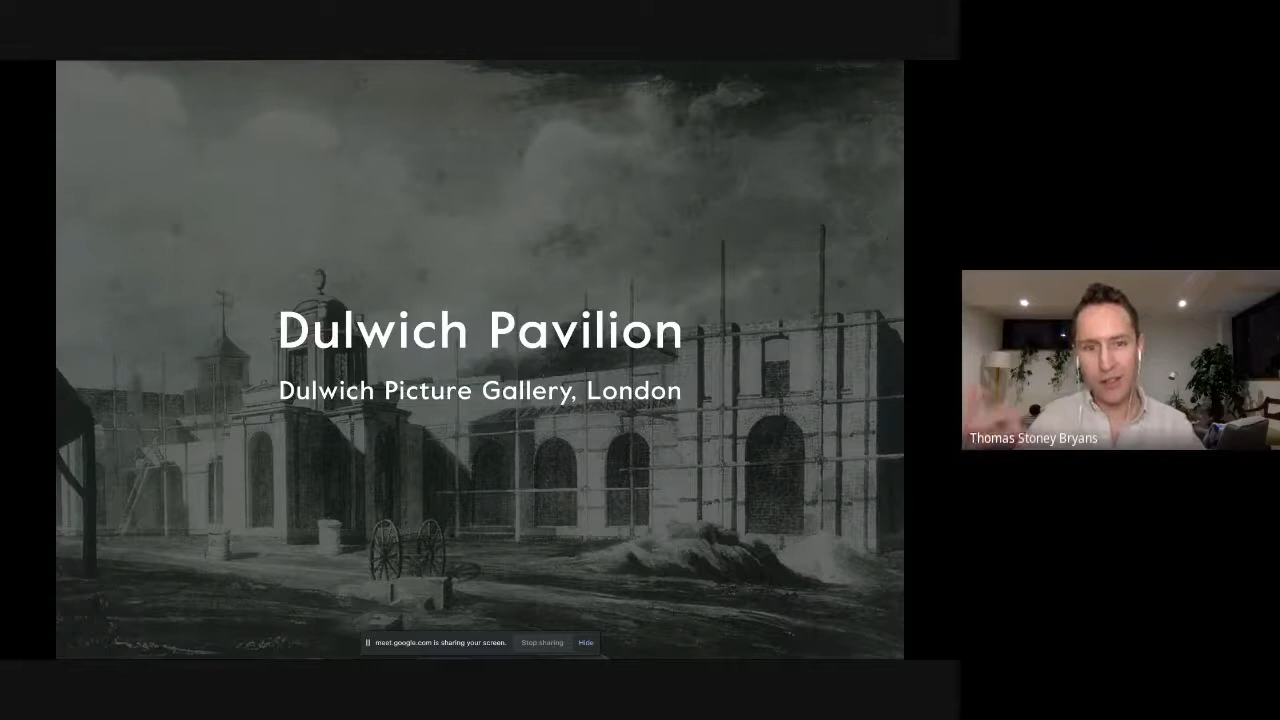 Dulwich Pavilion
Dulwich Picture Gallery, London
Thomas Stoney Bryans
meet.google.com is sharing your screen. Stop sharing Hide